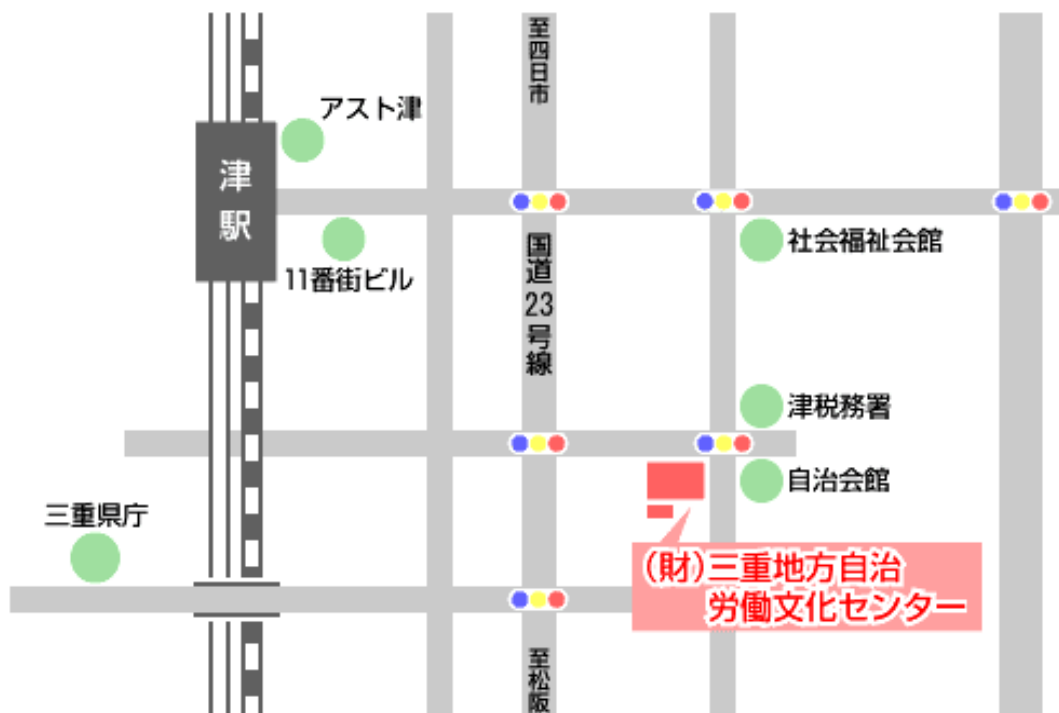 至四日市
アスト津
津駅
社会福祉会館
11番街ビル
国道23号線
津税務署
自治会館
三重県庁
(財)三重地方自治
労働文化センター
至松阪